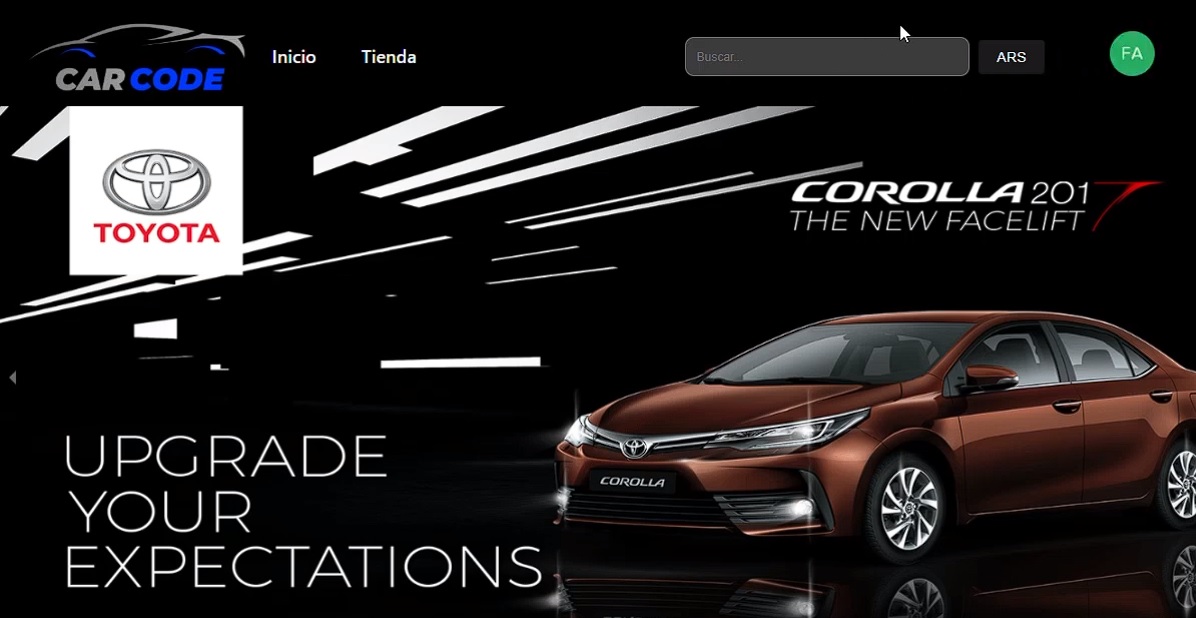 CAR CODE
Inicio
Tienda
Buscar...
ARS
FA
TOYOTA
COROLLA 2017
THE NEW FACELIFT
COROLLA
UPGRADE
YOUR
EXPECTATIONS